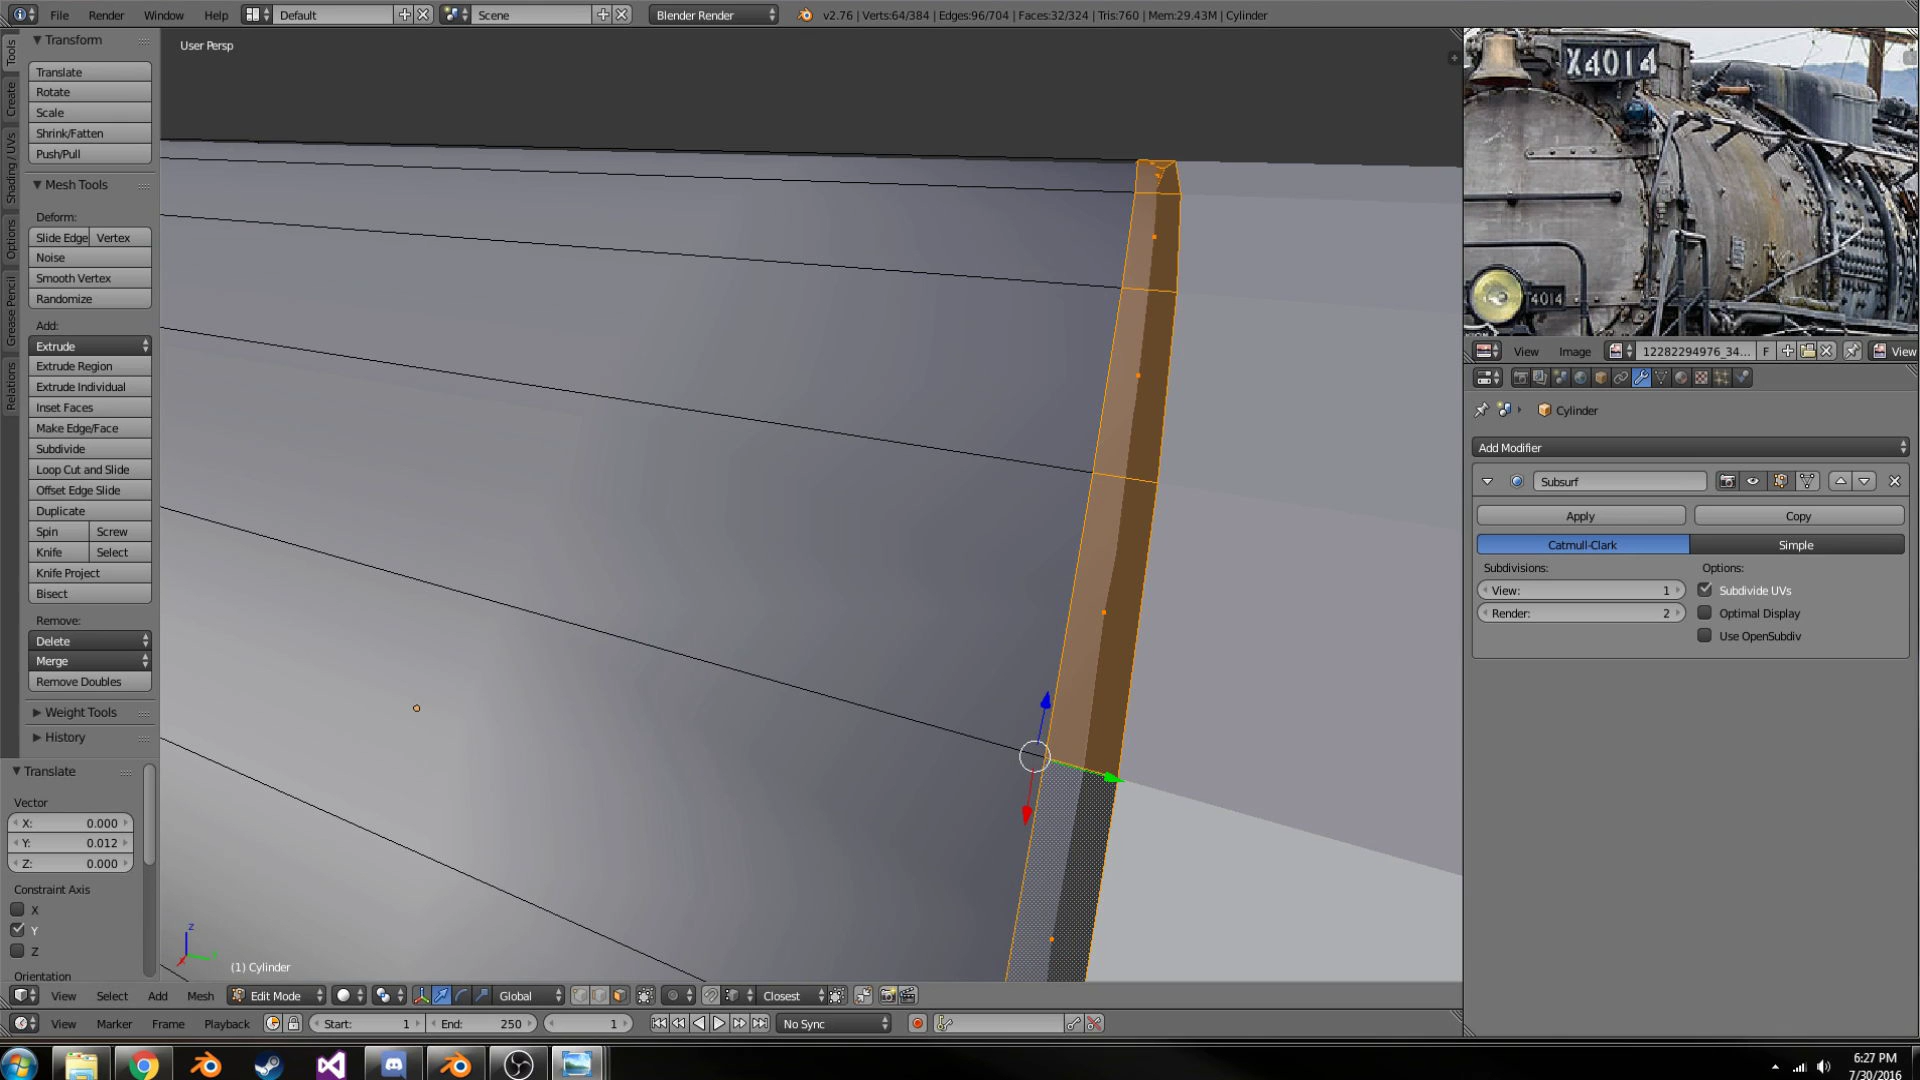 File Render Window Help Default Scene Blender Render v2.76 | Verts:64/384 | Edges:96/704 | Faces:32/324 | Tris:760 | Mem:29.43M | Cylinder
Tools
Create
Shading / UVs
Options
Grease Pencil
Relations
Transform
Translate
Rotate
Scale
Shrink/Fatten
Push/Pull
Mesh Tools
Deform:
Slide Edge Vertex
Noise
Smooth Vertex
Randomize
Add:
Extrude
Extrude Region
Extrude Individual
Inset Faces
Make Edge/Face
Subdivide
Loop Cut and Slide
Offset Edge Slide
Duplicate
Spin Screw
Knife Select
Knife Project
Bisect
Remove:
Delete
Merge
Remove Doubles
Weight Tools
History
Translate
Vector
X: 0.000
Y: 0.012
Z: 0.000
Constraint Axis
X
Y
Z
Orientation
User Persp
z
x
(1) Cylinder
X4014
4014
View Image 12282294976_34... F View
Cylinder
Add Modifier
Subsurf
Apply Copy
Catmull-Clark Simple
Subdivisions: Options:
View: 1 Subdivide UVs
Render: 2 Optimal Display
Use OpenSubdiv
View Select Add Mesh Edit Mode Global Closest
View Marker Frame Playback Start: 1 End: 250 1 No Sync
6:27 PM
7/30/2016